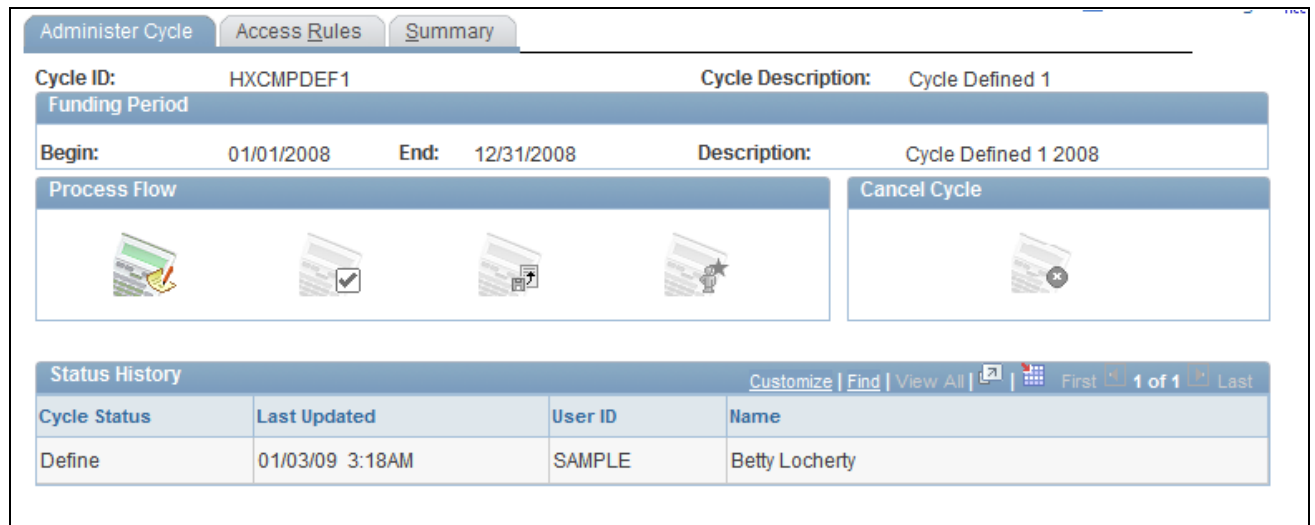 Administer Cycle Access Rules Summary
Cycle ID: HXCMPDEF1 Cycle Description: Cycle Defined 1
Funding Period
Begin: 01/01/2008 End: 12/31/2008 Description: Cycle Defined 1 2008
Process Flow Cancel Cycle
Status History Customize | Find | View All | | First 1 of 1 Last
Cycle Status Last Updated User ID Name
Define 01/03/09 3:18AM SAMPLE Betty Locherty